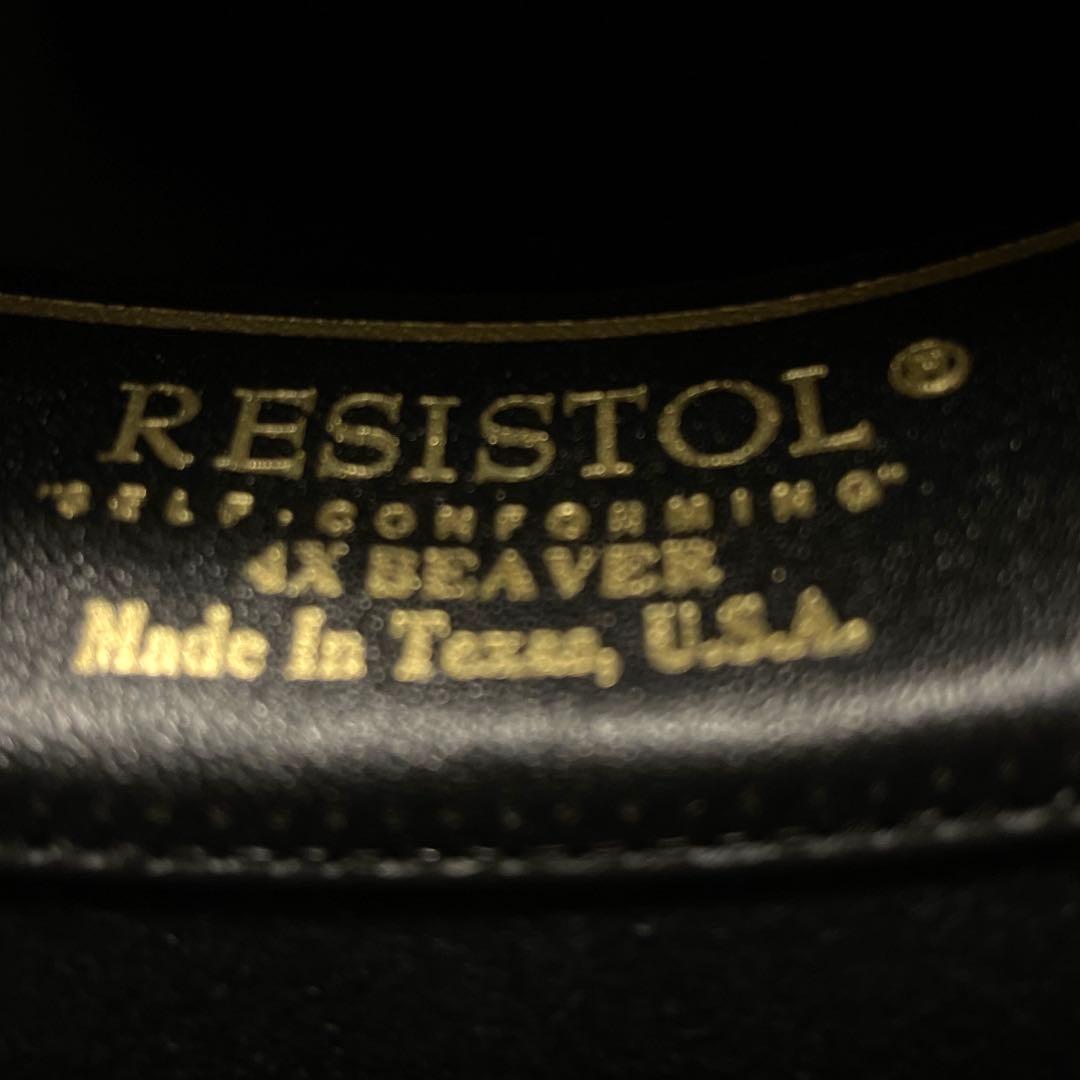 RESISTOL ®
"SELF·CONFORMING"
4X BEAVER
Made In Texas, U.S.A.